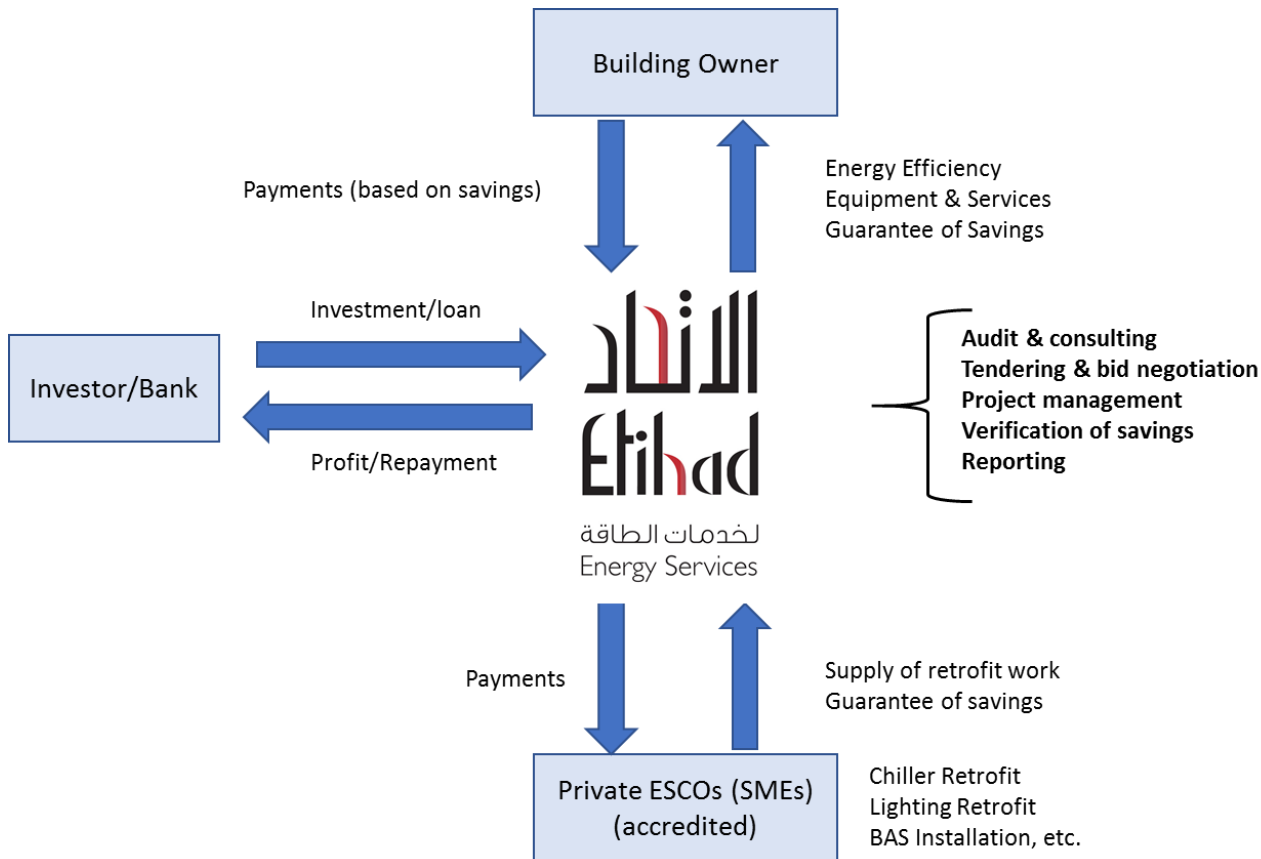 Building Owner
Payments (based on savings)
Energy Efficiency
Equipment & Services
Guarantee of Savings
Investment/loan
Investor/Bank
Profit/Repayment
الاتحاد
Etihad
لخدمات الطاقة
Energy Services
Audit & consulting
Tendering & bid negotiation
Project management
Verification of savings
Reporting
Payments
Supply of retrofit work
Guarantee of savings
Private ESCOs (SMEs)
(accredited)
Chiller Retrofit
Lighting Retrofit
BAS Installation, etc.